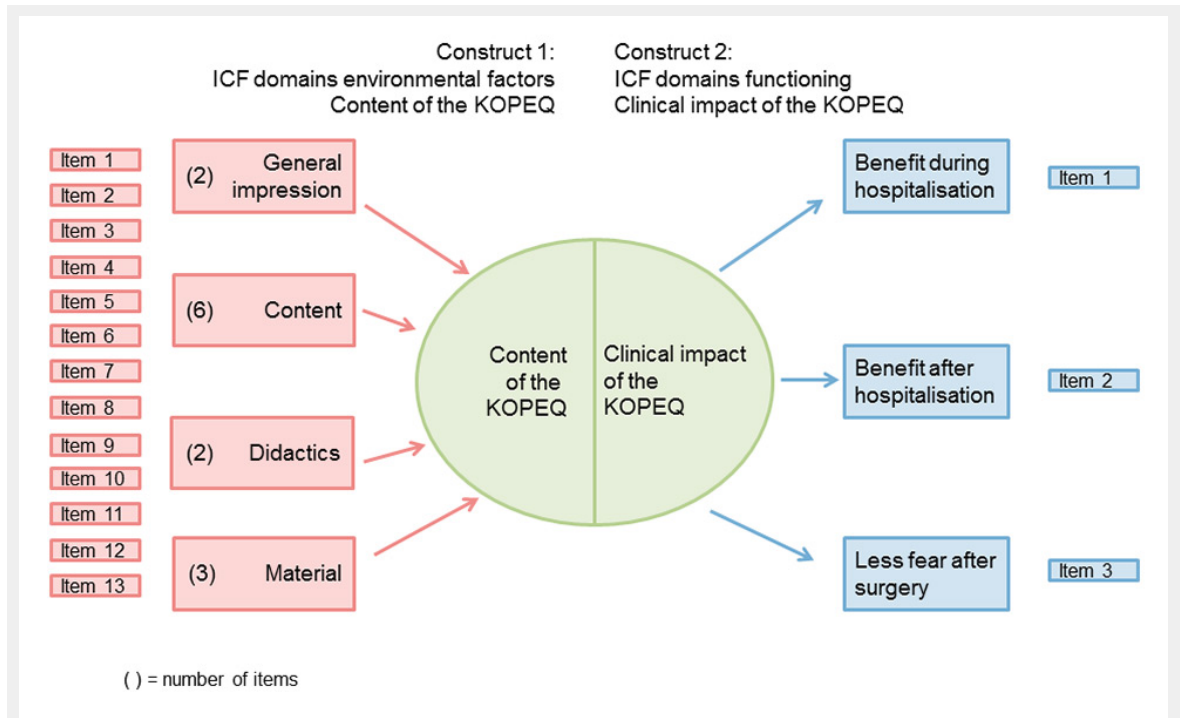 Construct 1:
ICF domains environmental factors
Content of the KOPEQ
Construct 2:
ICF domains functioning
Clinical impact of the KOPEQ
Item 1
Item 2
Item 3
Item 4
Item 5
Item 6
Item 7
Item 8
Item 9
Item 10
Item 11
Item 12
Item 13
(2) General
impression
(6) Content
(2) Didactics
(3) Material
Content
of the
KOPEQ
Clinical impact
of the
KOPEQ
Benefit during
hospitalisation
Item 1
Benefit after
hospitalisation
Item 2
Less fear after
surgery
Item 3
( ) = number of items